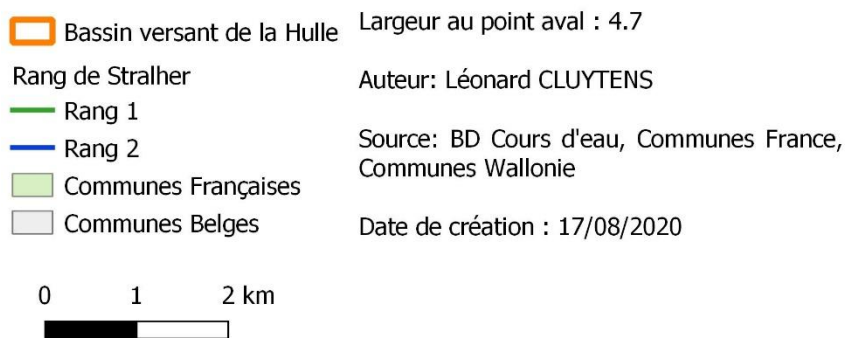 Bassin versant de la Hulle
Rang de Stralher
Rang 1
Rang 2
Communes Françaises
Communes Belges
0 1 2 km
Largeur au point aval : 4.7
Auteur: Léonard CLUYTENS
Source: BD Cours d'eau, Communes France,
Communes Wallonie
Date de création : 17/08/2020